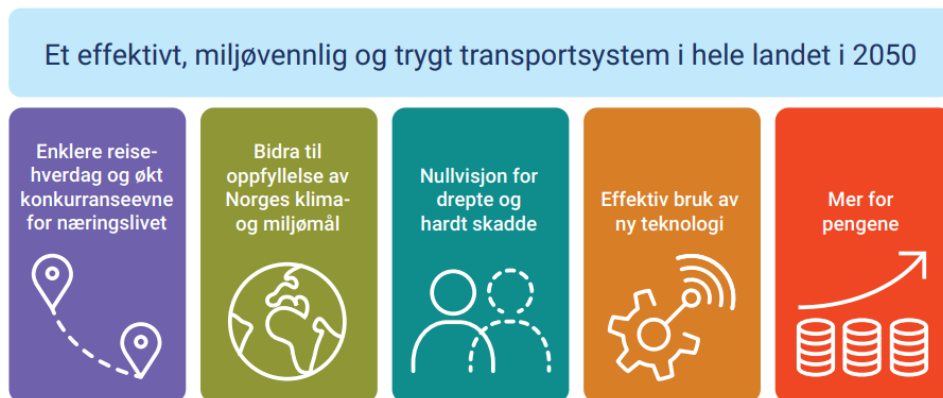 Et effektivt, miljøvennlig og trygt transportsystem i hele landet i 2050
Enklere reise-
hverdag og økt
konkurranseevne
for næringslivet
Bidra til
oppfyllelse av
Norges klima-
og miljømål
Nullvisjon for
drepte og
hardt skadde
Effektiv bruk av
ny teknologi
Mer for
pengene